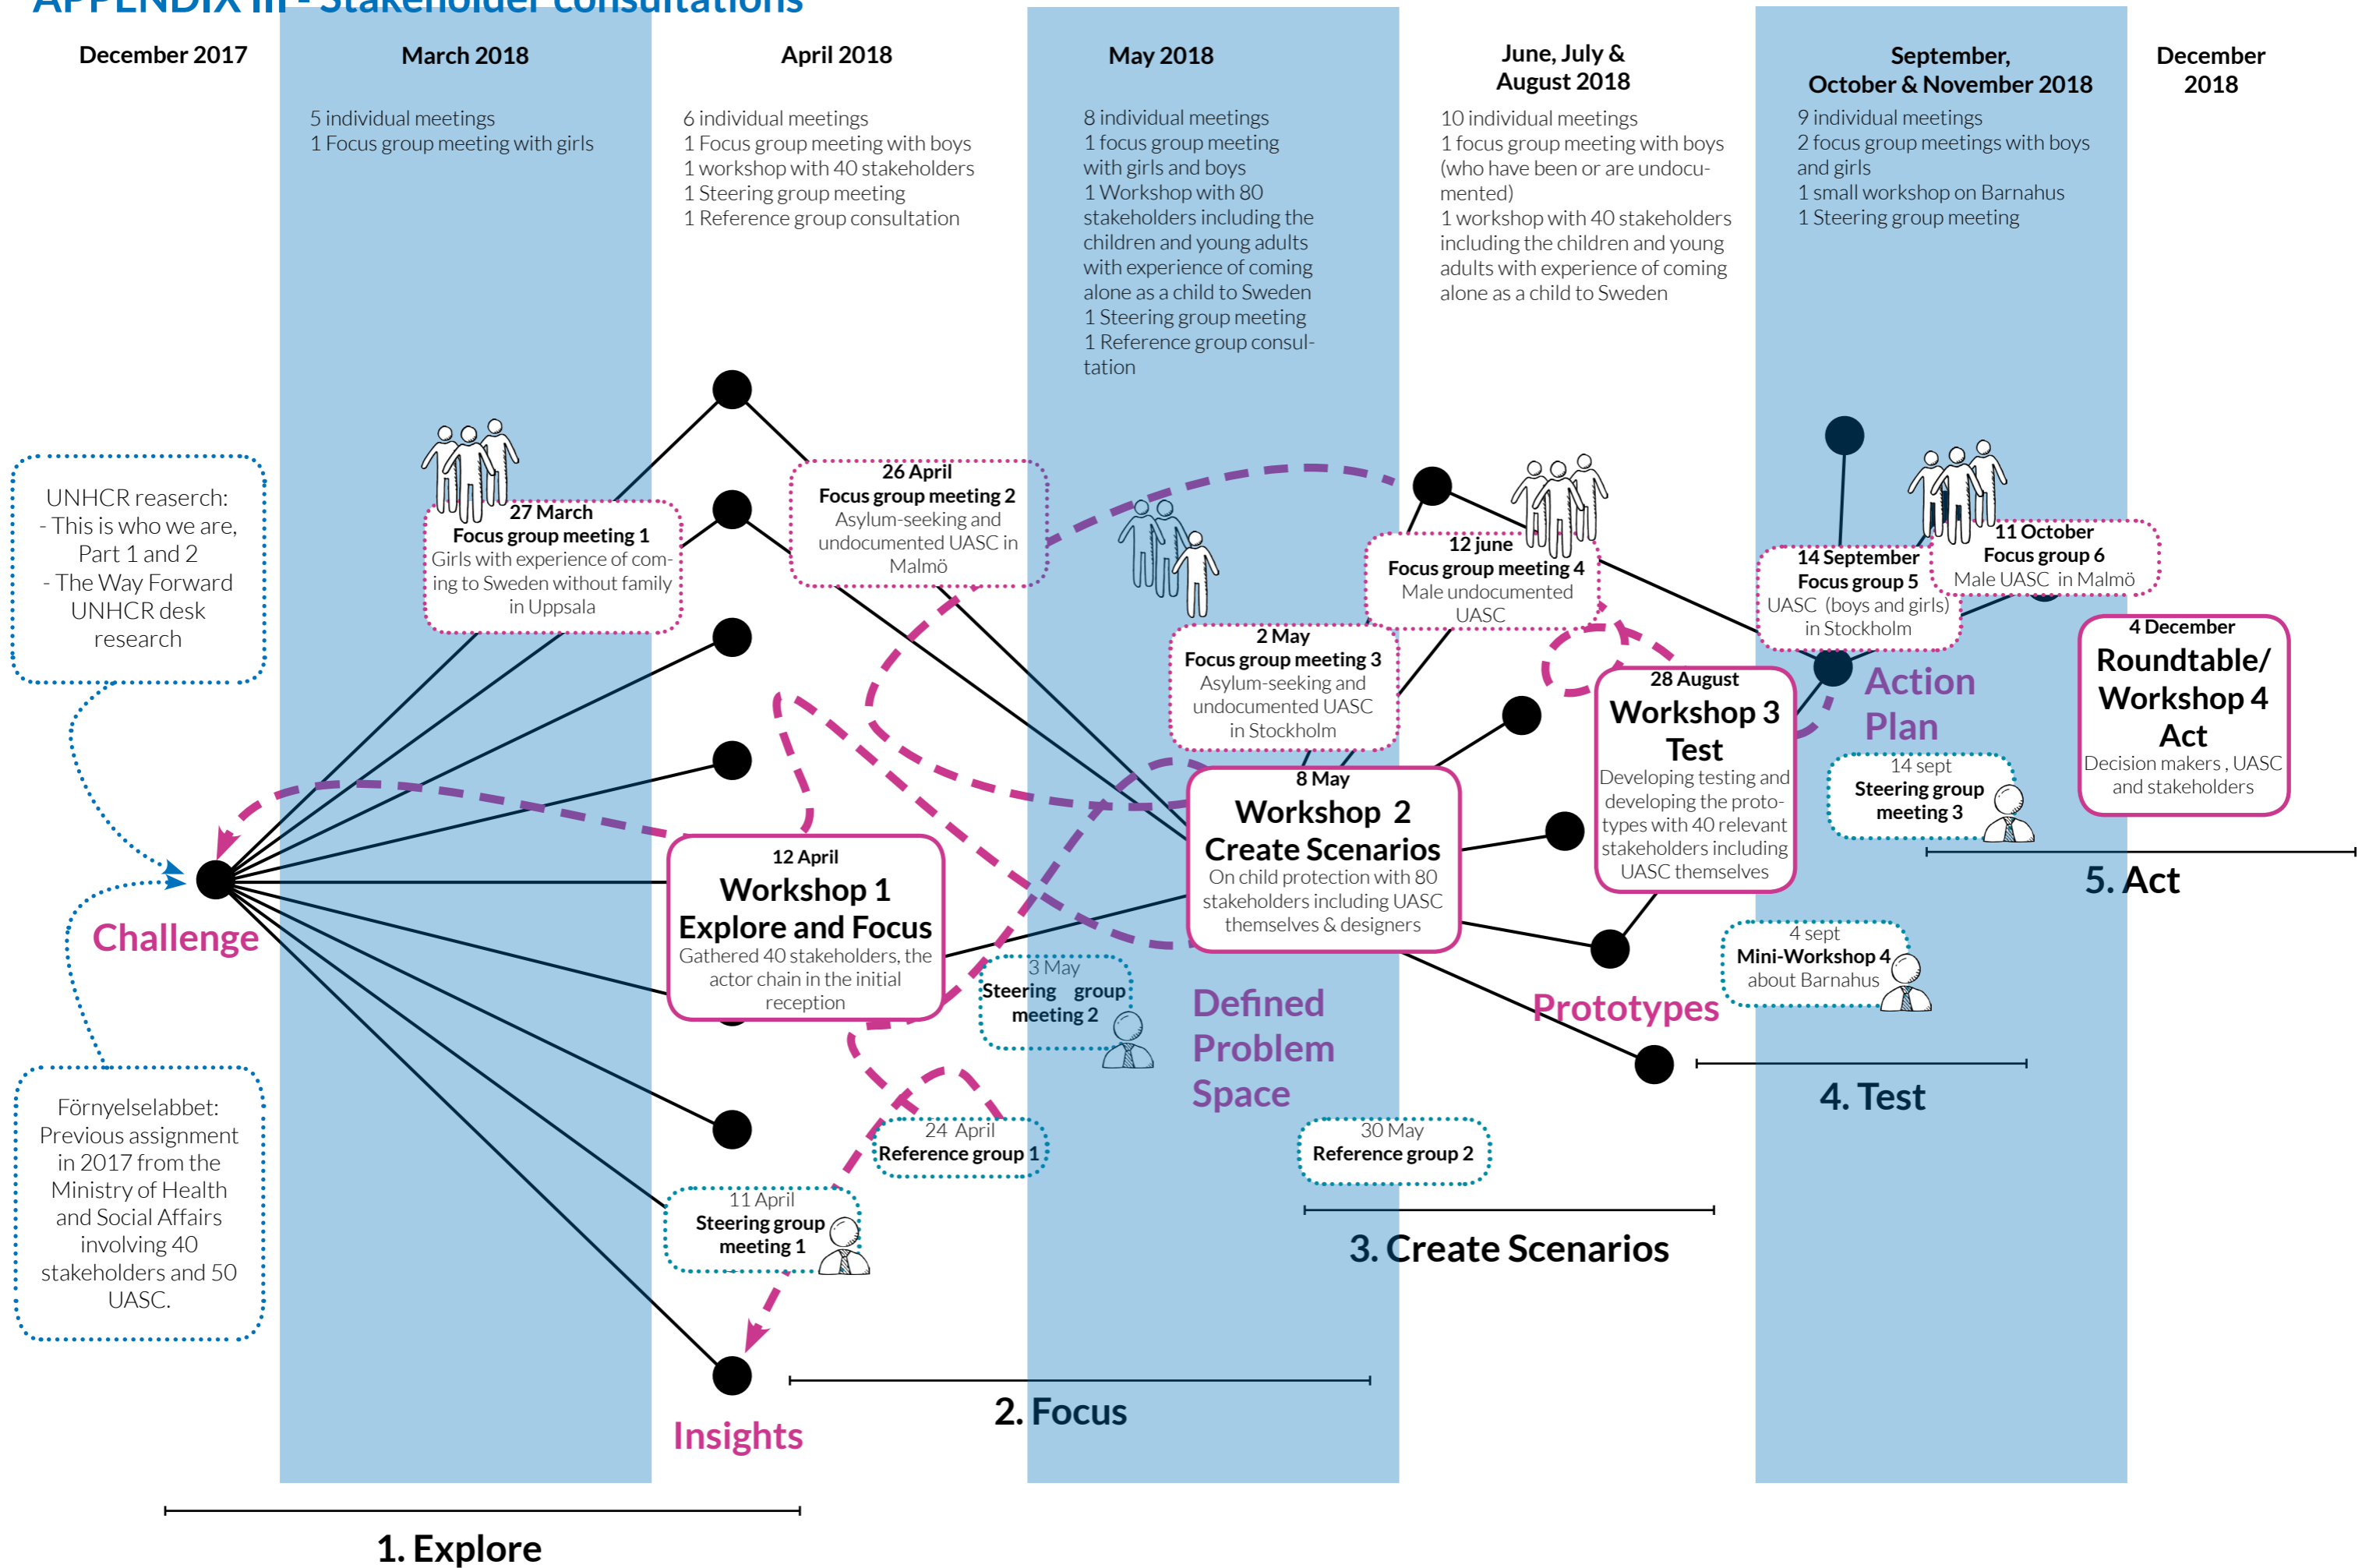 APPENDIX III - Stakeholder consultations
December 2017
March 2018
5 individual meetings
1 Focus group meeting with girls
April 2018
6 individual meetings
1 Focus group meeting with boys
1 workshop with 40 stakeholders
1 Steering group meeting
1 Reference group consultation
May 2018
8 individual meetings
1 focus group meeting
with girls and boys
1 Workshop with 80
stakeholders including the
children and young adults
with experience of coming
alone as a child to Sweden
1 Steering group meeting
1 Reference group consul-
tation
June, July &
August 2018
10 individual meetings
1 focus group meeting with boys
(who have been or are undocu-
mented)
1 workshop with 40 stakeholders
including the children and young
adults with experience of coming
alone as a child to Sweden
September,
October & November 2018
9 individual meetings
2 focus group meetings with boys
and girls
1 small workshop on Barnahus
1 Steering group meeting
December
2018
UNHCR reaserch:
- This is who we are,
Part 1 and 2
- The Way Forward
UNHCR desk
research
Challenge
Förnyelselabbet:
Previous assignment
in 2017 from the
Ministry of Health
and Social Affairs
involving 40
stakeholders and 50
UASC.
27 March
Focus group meeting 1
Girls with experience of com-
ing to Sweden without family
in Uppsala
26 April
Focus group meeting 2
Asylum-seeking and
undocumented UASC in
Malmö
12 April
Workshop 1
Explore and Focus
Gathered 40 stakeholders, the
actor chain in the initial
reception
11 April
Steering group
meeting 1
24 April
Reference group 1
3 May
Steering group
meeting 2
Insights
2 May
Focus group meeting 3
Asylum-seeking and
undocumented UASC
in Stockholm
8 May
Workshop 2
Create Scenarios
On child protection with 80
stakeholders including UASC
themselves & designers
Defined
Problem
Space
30 May
Reference group 2
12 june
Focus group meeting 4
Male undocumented
UASC
28 August
Workshop 3
Test
Developing testing and
developing the proto-
types with 40 relevant
stakeholders including
UASC themselves
Prototypes
14 September
Focus group 5
UASC (boys and girls)
in Stockholm
11 October
Focus group 6
Male UASC in Malmö
Action
Plan
14 sept
Steering group
meeting 3
4 sept
Mini-Workshop 4
about Barnahus
4 December
Roundtable/
Workshop 4
Act
Decision makers , UASC
and stakeholders
5. Act
4. Test
3. Create Scenarios
2. Focus
1. Explore